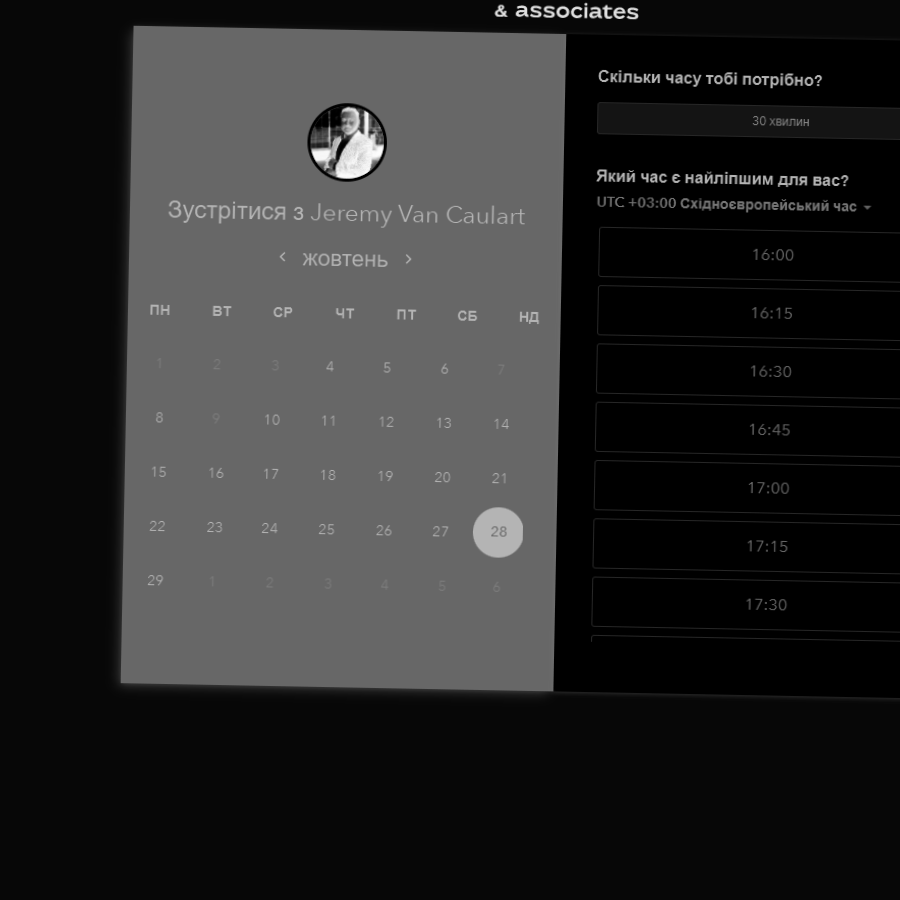 & associates
Зустрітися з Jeremy Van Caulart
жовтень
ПН ВТ СР ЧТ ПТ СБ НД
1 2 3 4 5 6 7
8 9 10 11 12 13 14
15 16 17 18 19 20 21
22 23 24 25 26 27 28
29 1 2 3 4 5 6
Скільки часу тобі потрібно?
30 хвилин
Який час є найліпшим для вас?
UTC +03:00 Східноєвропейський час
16:00
16:15
16:30
16:45
17:00
17:15
17:30